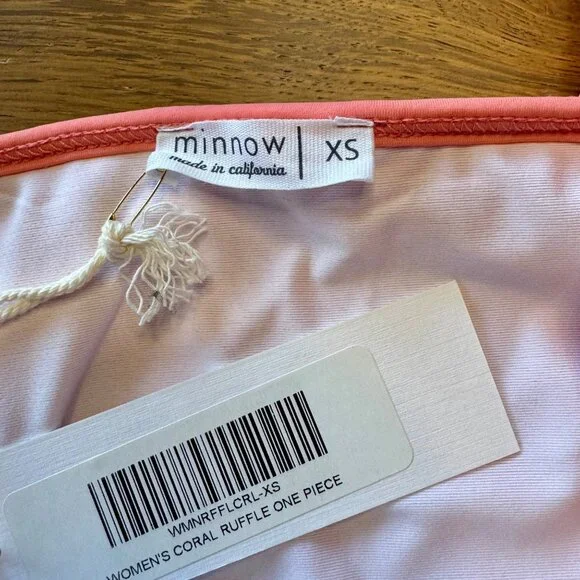 minnow XS
made in california
WMNRFFLCRL-XS
WOMEN'S CORAL RUFFLE ONE PIECE